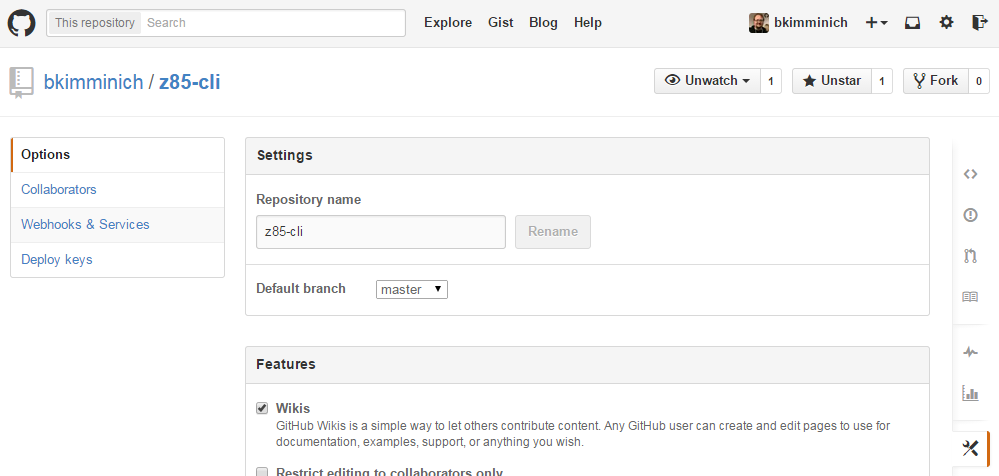 This repository Search Explore Gist Blog Help bkimminich
bkimminich / z85-cli Unwatch 1 Unstar 1 Fork 0
Options
Collaborators
Webhooks & Services
Deploy keys
Settings
Repository name
z85-cli Rename
Default branch master
Features
Wikis
GitHub Wikis is a simple way to let others contribute content. Any GitHub user can create and edit pages to use for
documentation, examples, support, or anything you wish.
Restrict editing to collaborators only